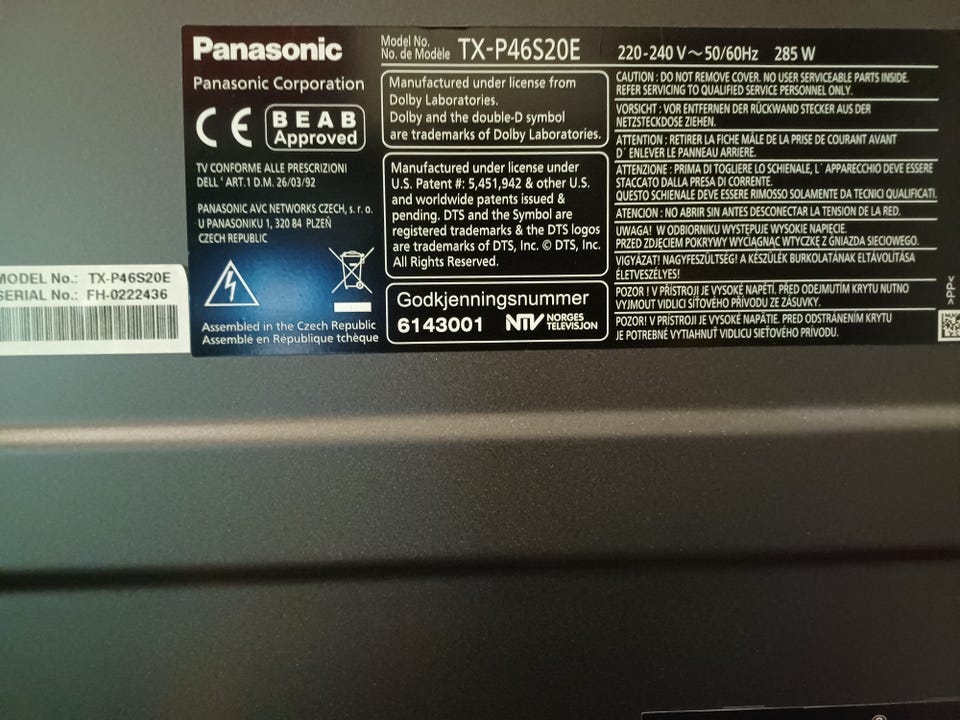 Panasonic
Model No.
No. de Modèle
TX-P46S20E
220-240 V ~ 50/60Hz 285 W
Panasonic Corporation
CE
BEAB
Approved
TV CONFORME ALLE PRESCRIZIONI
DELL ' ART.1 D.M. 26/03/92
PANASONIC AVC NETWORKS CZECH, s. r. o.
U PANASONIKU 1, 320 84 PLZEŇ
CZECH REPUBLIC
Assembled in the Czech Republic
Assemblé en République tchèque
Manufactured under license from
Dolby Laboratories.
Dolby and the double-D symbol
are trademarks of Dolby Laboratories.
Manufactured under license under
U.S. Patent #: 5,451,942 & other U.S.
and worldwide patents issued &
pending. DTS and the Symbol are
registered trademarks & the DTS logos
are trademarks of DTS, Inc. © DTS, Inc.
All Rights Reserved.
Godkjenningsnummer
6143001 NTV NORGES
TELEVISJON
CAUTION : DO NOT REMOVE COVER. NO USER SERVICEABLE PARTS INSIDE.
REFER SERVICING TO QUALIFIED SERVICE PERSONNEL ONLY.
VORSICHT : VOR ENTFERNEN DER RÜCKWAND STECKER AUS DER
NETZSTECKDOSE ZIEHEN.
ATTENTION : RETIRER LA FICHE MÂLE DE LA PRISE DE COURANT AVANT
D´ ENLEVER LE PANNEAU ARRIERE.
ATTENZIONE : PRIMA DI TOGLIERE LO SCHIENALE, L´ APPARECCHIO DEVE ESSERE
STACCATO DALLA PRESA DI CORRENTE.
QUESTO SCHIENALE DEVE ESSERE RIMOSSO SOLAMENTE DA TECNICI QUALIFICATI.
ATENCION : NO ABRIR SIN ANTES DESCONECTAR LA TENSION DE LA RED.
UWAGA! W ODBIORNIKU WYSTĘPUJE WYSOKIE NAPIĘCIE.
PRZED ZDJĘCIEM POKRYWY WYCIĄGNĄĆ WTYCZKĘ Z GNIAZDA SIECIOWEGO.
VIGYÁZAT! NAGYFESZÜLTSÉG! A KÉSZÜLÉK BURKOLATÁNAK ELTÁVOLÍTÁSA
ÉLETVESZÉLYES!
POZOR ! V PŘÍSTROJI JE VYSOKÉ NAPĚTÍ. PŘED ODEJMUTÍM KRYTU NUTNO
VYJMOUT VIDLICI SÍŤOVÉHO PŘÍVODU ZE ZÁSUVKY.
POZOR! V PRÍSTROJI JE VYSOKÉ NAPÄTIE. PRED ODSTRÁNENÍM KRYTU
JE POTREBNÉ VYTIAHNUŤ VIDLICU SIEŤOVÉHO PRÍVODU.
>PP<
MODEL No.: TX-P46S20E
SERIAL No.: FH-0222436